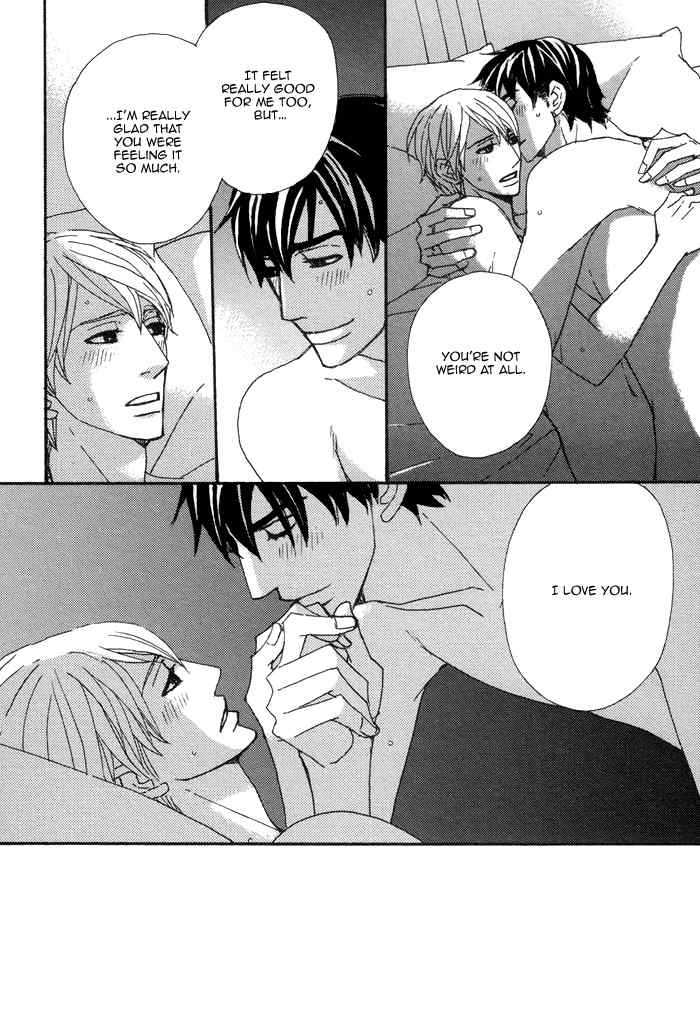 YOU'RE NOT
WEIRD AT ALL.
IT FELT
REALLY GOOD
FOR ME TOO,
BUT...
...I'M REALLY
GLAD THAT
YOU WERE
FEELING IT
SO MUCH.
I LOVE YOU.